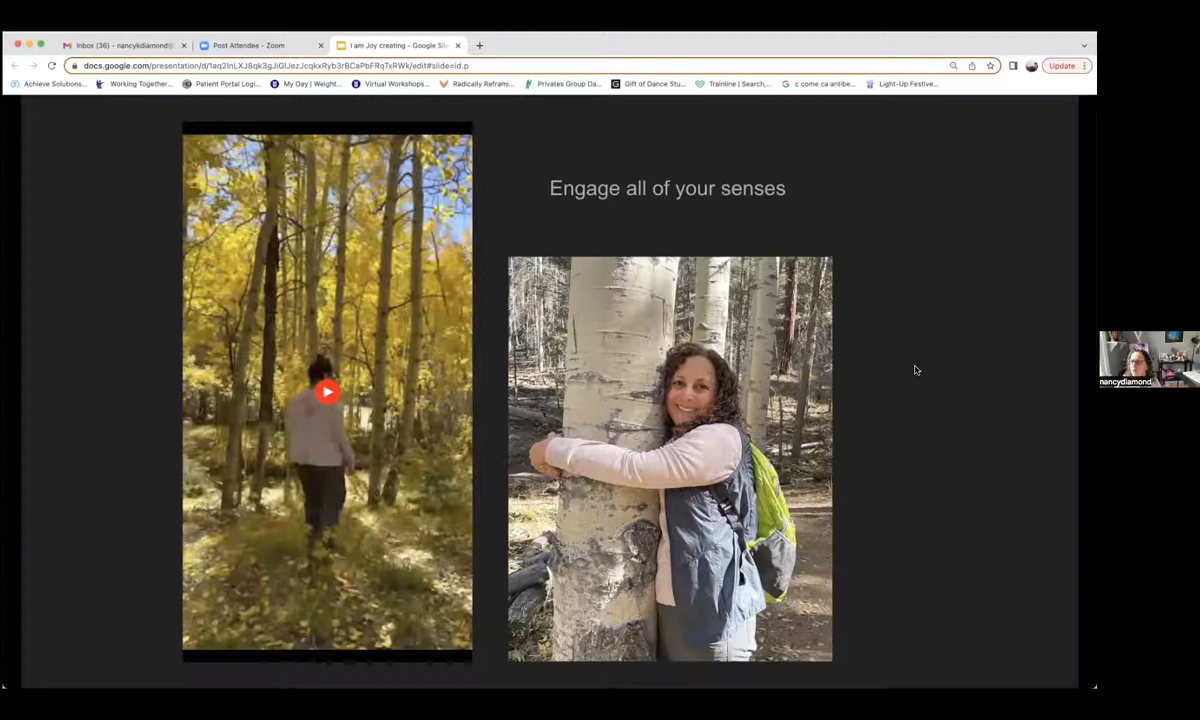 Inbox (36) - nancykdiamond@
Post Attendee - Zoom
I am Joy creating - Google Sli
docs.google.com/presentation/d/1aq2lnLXJ8qk3gJiGlJezJcqkxRyb3rBCaPbFRqTxRWk/edit#slide=id.p
Update
Achieve Solutions...
Working Together...
Patient Portal Logi...
My Day | Weight...
Virtual Workshops...
Radically Reframi...
Privates Group Da...
Gift of Dance Stu...
Trainline | Search,...
c come ca antibe...
Light-Up Festive...
Engage all of your senses
nancydiamond